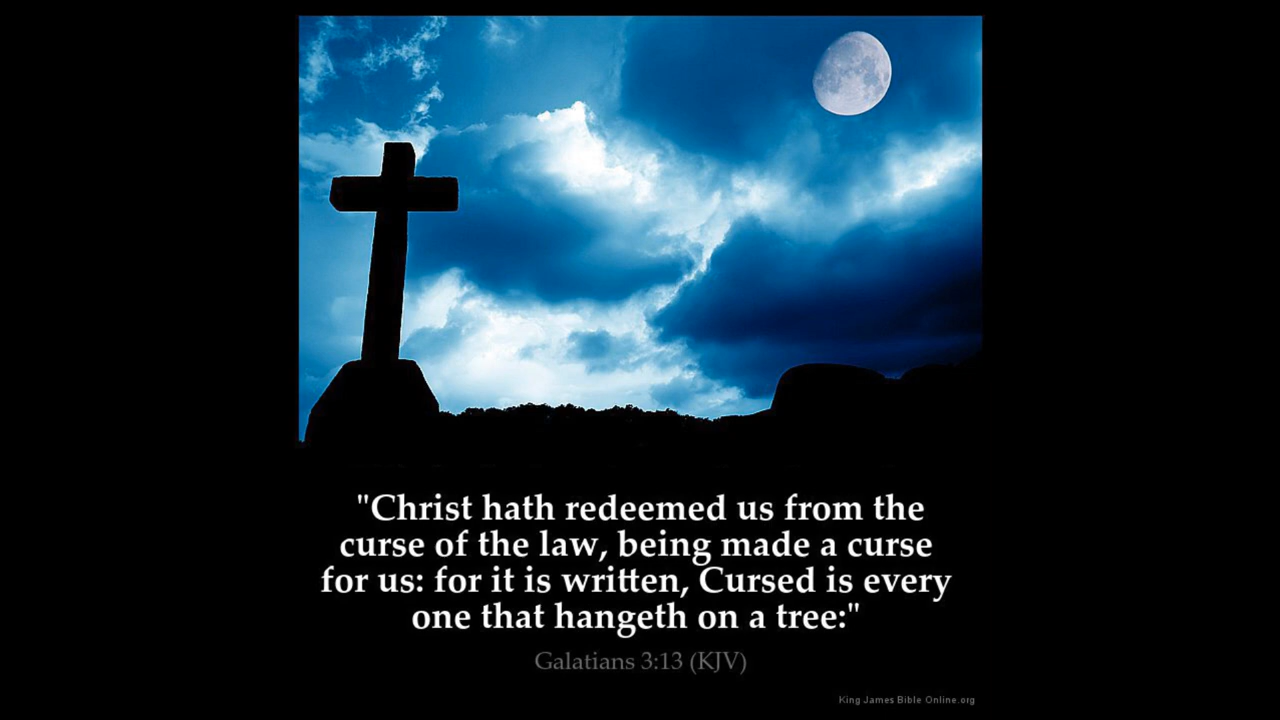 "Christ hath redeemed us from the
curse of the law, being made a curse
for us: for it is written, Cursed is every
one that hangeth on a tree:"
Galatians 3:13 (KJV)
King James Bible Online.org